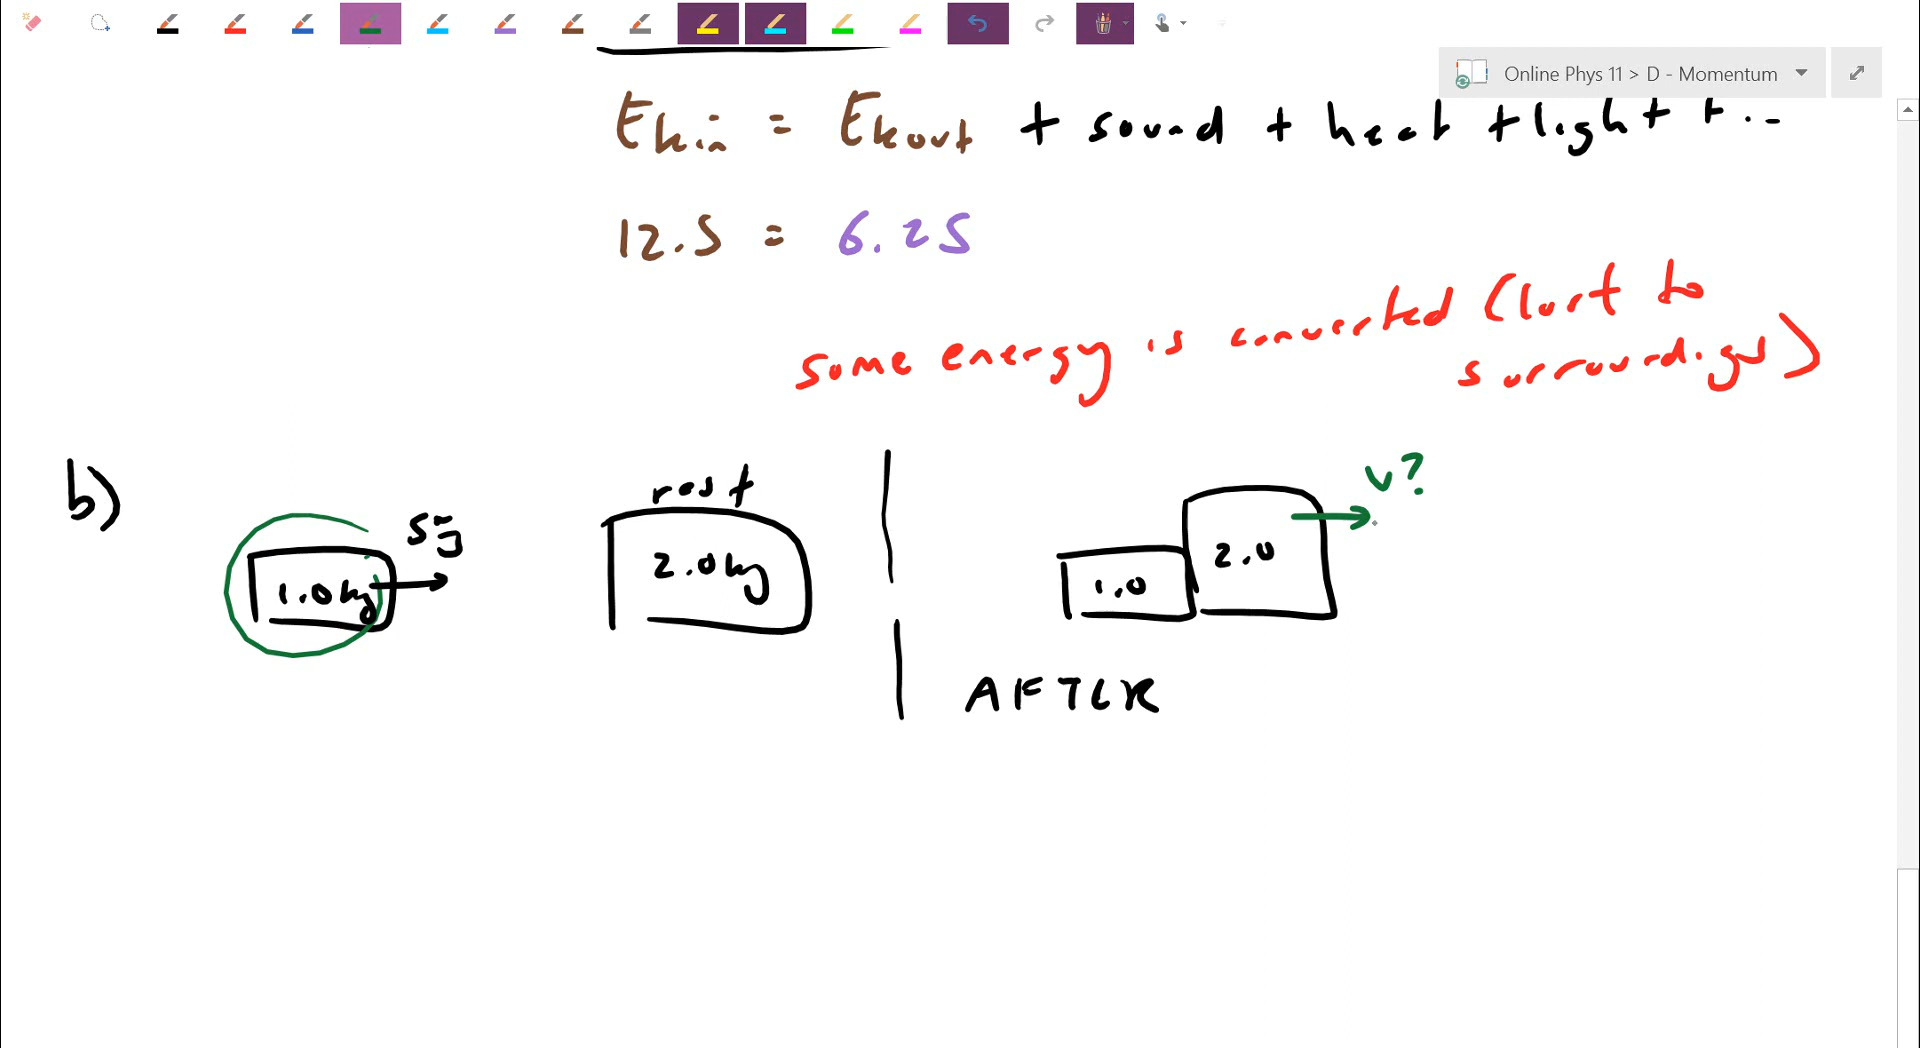 Online Phys 11 > D - Momentum
Ekin = Ekout + sound + heat + light + ...
12.5 = 6.25
some energy is converted (lost to
surroundigs)
b)
5 m/s
1.0 kg
rest
2.0 kg
v?
1.0
2.0
AFTER